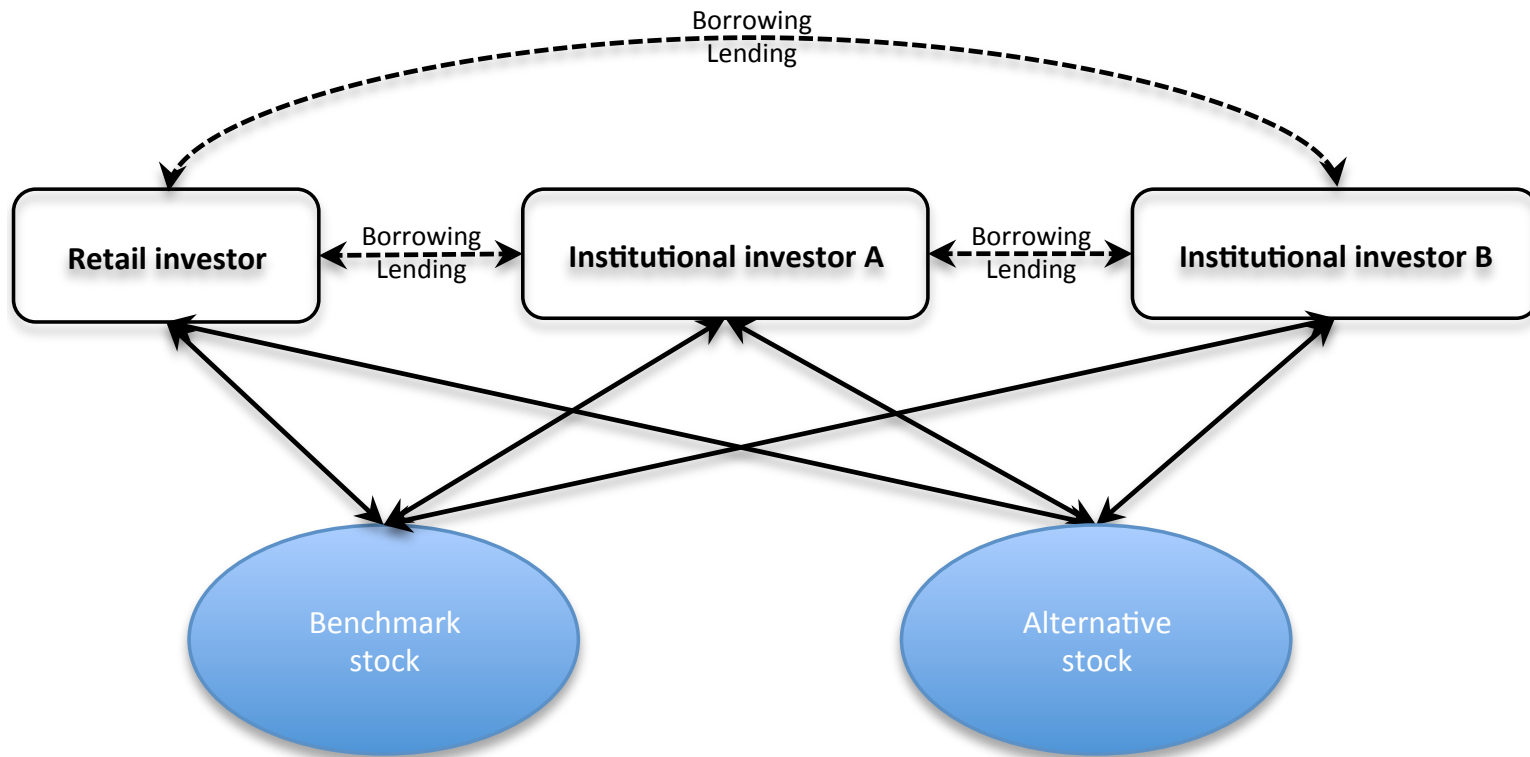 Borrowing
Lending
Retail investor
Borrowing
Lending
Institutional investor A
Borrowing
Lending
Institutional investor B
Benchmark
stock
Alternative
stock